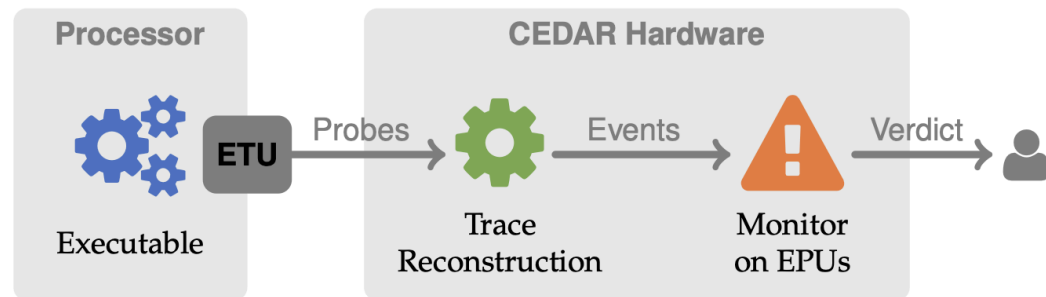 Processor
CEDAR Hardware
ETU
Probes
Events
Verdict
Executable
Trace
Reconstruction
Monitor
on EPUs